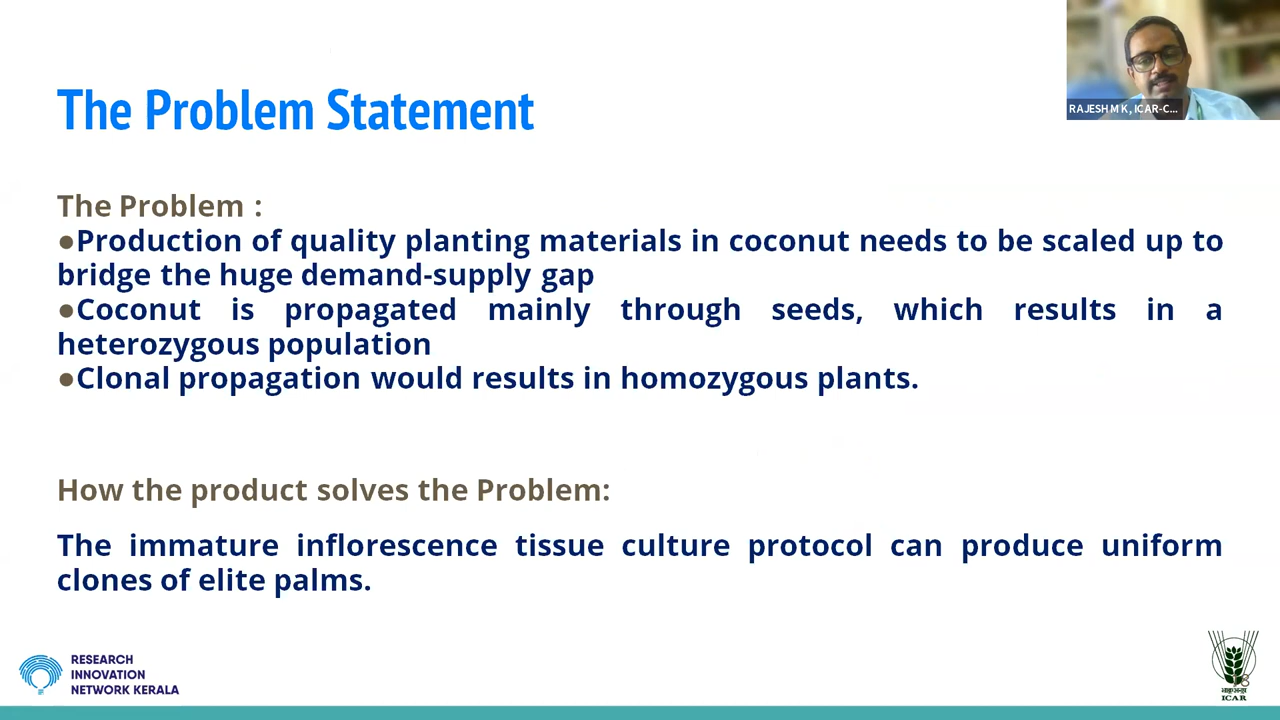 RAJESH M K, ICAR-C...
The Problem Statement
The Problem :
●Production of quality planting materials in coconut needs to be scaled up to
bridge the huge demand-supply gap
●Coconut is propagated mainly through seeds, which results in a
heterozygous population
●Clonal propagation would results in homozygous plants.
How the product solves the Problem:
The immature inflorescence tissue culture protocol can produce uniform
clones of elite palms.
RESEARCH
INNOVATION
NETWORK KERALA
भाकृअनुप
ICAR